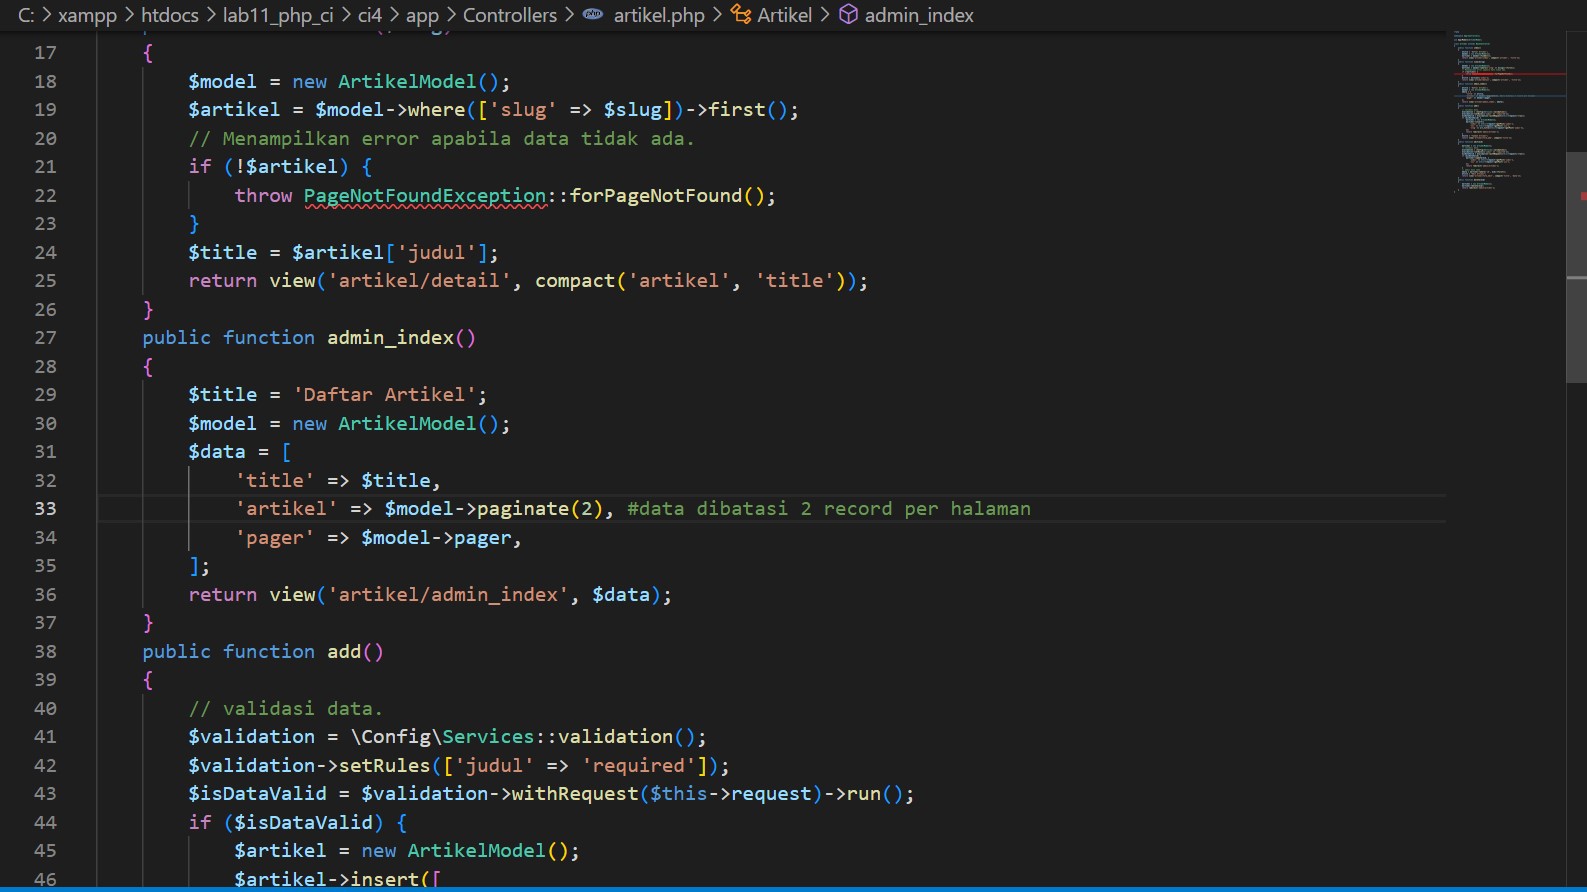 C: > xampp > htdocs > lab11_php_ci > ci4 > app > Controllers > php artikel.php > Artikel > admin_index
17 {
18 $model = new ArtikelModel();
19 $artikel = $model->where(['slug' => $slug])->first();
20 // Menampilkan error apabila data tidak ada.
21 if (!$artikel) {
22 throw PageNotFoundException::forPageNotFound();
23 }
24 $title = $artikel['judul'];
25 return view('artikel/detail', compact('artikel', 'title'));
26 }
27 public function admin_index()
28 {
29 $title = 'Daftar Artikel';
30 $model = new ArtikelModel();
31 $data = [
32 'title' => $title,
33 'artikel' => $model->paginate(2), #data dibatasi 2 record per halaman
34 'pager' => $model->pager,
35 ];
36 return view('artikel/admin_index', $data);
37 }
38 public function add()
39 {
40 // validasi data.
41 $validation = \Config\Services::validation();
42 $validation->setRules(['judul' => 'required']);
43 $isDataValid = $validation->withRequest($this->request)->run();
44 if ($isDataValid) {
45 $artikel = new ArtikelModel();
46 $artikel->insert([